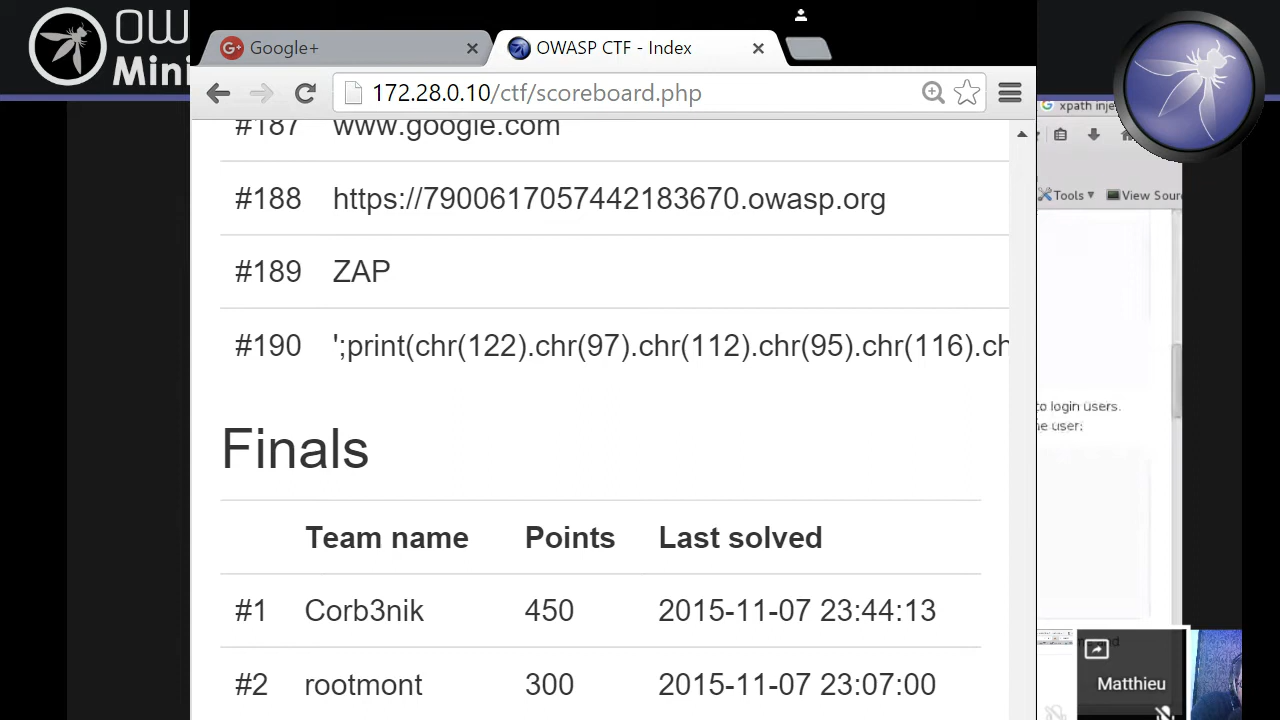 OW
Mini
Google+
OWASP CTF - Index
172.28.0.10/ctf/scoreboard.php
xpath inje
Tools
View Sour
#187 www.google.com
#188 https://7900617057442183670.owasp.org
#189 ZAP
#190 ';print(chr(122).chr(97).chr(112).chr(95).chr(116).ch
to login users.
he user;
Finals
Team name Points Last solved
#1 Corb3nik 450 2015-11-07 23:44:13
#2 rootmont 300 2015-11-07 23:07:00
Matthieu